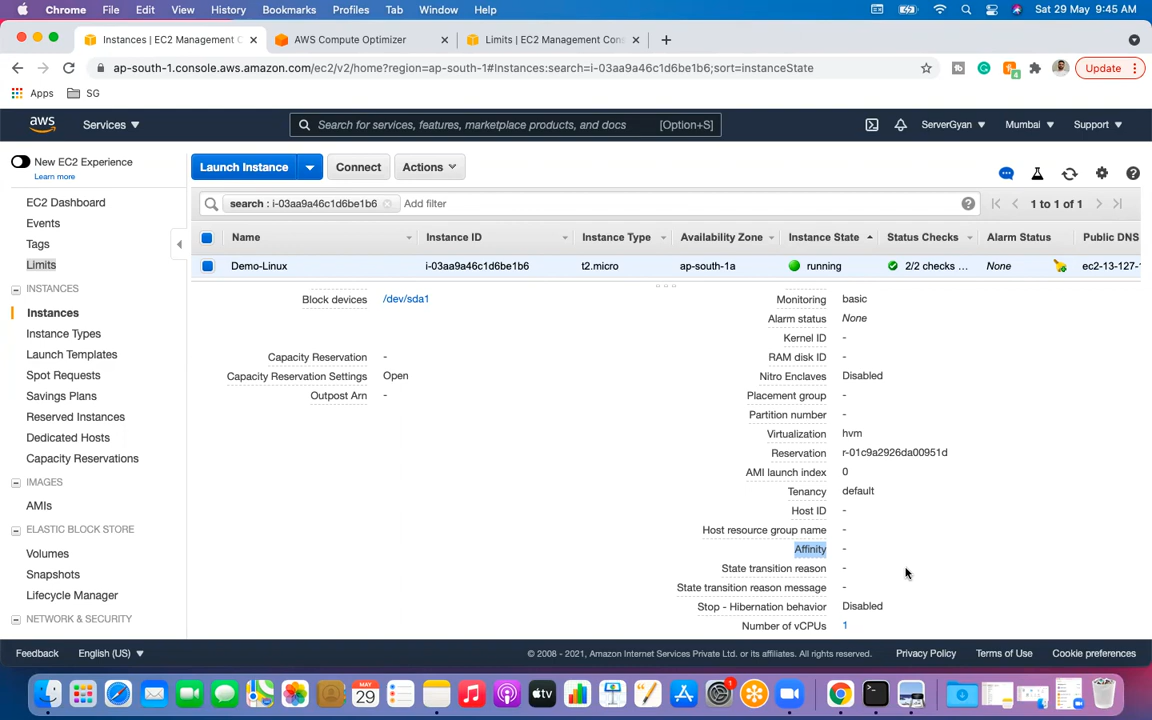 Chrome File Edit View History Bookmarks Profiles Tab Window Help Sat 29 May 9:45 AM
Instances | EC2 Management C AWS Compute Optimizer Limits | EC2 Management Cons
ap-south-1.console.aws.amazon.com/ec2/v2/home?region=ap-south-1#Instances:search=i-03aa9a46c1d6be1b6;sort=instanceState 4 Update
Apps SG
aws Services Search for services, features, marketplace products, and docs [Option+S] ServerGyan Mumbai Support
New EC2 Experience
Learn more
EC2 Dashboard
Events
Tags
Limits
INSTANCES
Instances
Instance Types
Launch Templates
Spot Requests
Savings Plans
Reserved Instances
Dedicated Hosts
Capacity Reservations
IMAGES
AMIs
ELASTIC BLOCK STORE
Volumes
Snapshots
Lifecycle Manager
NETWORK & SECURITY
Launch Instance Connect Actions
search : i-03aa9a46c1d6be1b6 Add filter 1 to 1 of 1
Name Instance ID Instance Type Availability Zone Instance State Status Checks Alarm Status Public DNS
Demo-Linux i-03aa9a46c1d6be1b6 t2.micro ap-south-1a running 2/2 checks ... None ec2-13-127-
Block devices /dev/sda1
Capacity Reservation -
Capacity Reservation Settings Open
Outpost Arn -
Monitoring basic
Alarm status None
Kernel ID -
RAM disk ID -
Nitro Enclaves Disabled
Placement group -
Partition number -
Virtualization hvm
Reservation r-01c9a2926da00951d
AMI launch index 0
Tenancy default
Host ID -
Host resource group name -
Affinity -
State transition reason -
State transition reason message -
Stop - Hibernation behavior Disabled
Number of vCPUs 1
Feedback English (US) © 2008 - 2021, Amazon Internet Services Private Ltd. or its affiliates. All rights reserved. Privacy Policy Terms of Use Cookie preferences
MAY
29
tv
1